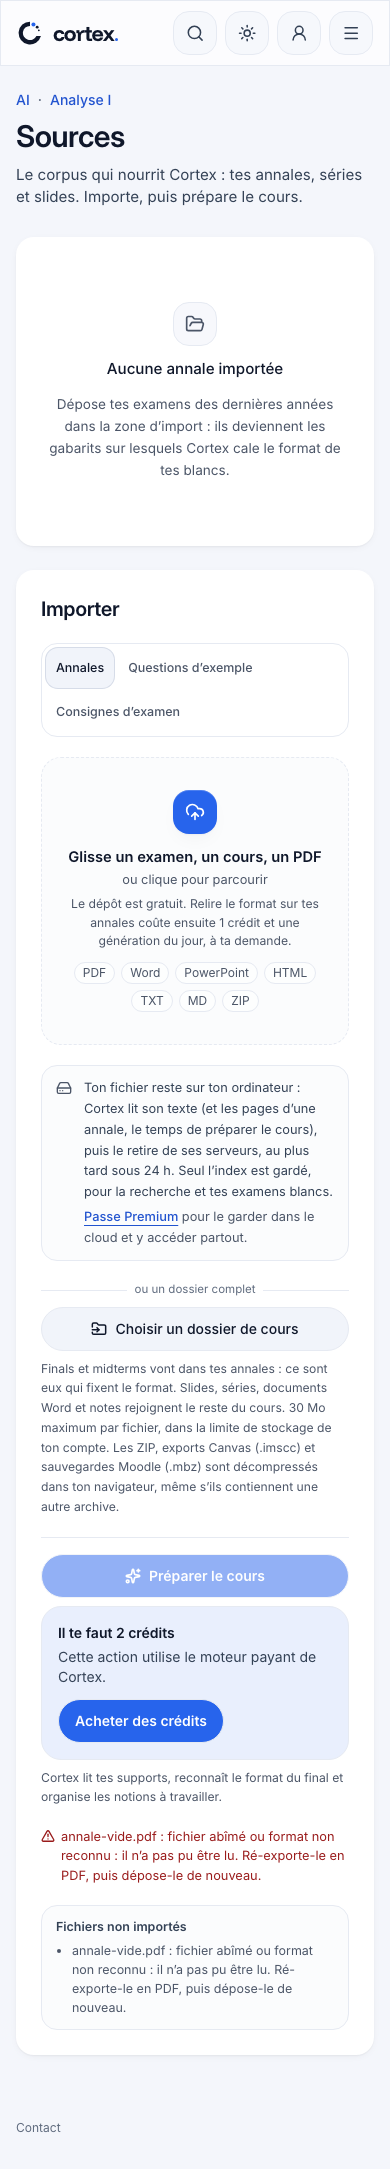 cortex.
AI · Analyse I
Sources
Le corpus qui nourrit Cortex : tes annales, séries
et slides. Importe, puis prépare le cours.
Aucune annale importée
Dépose tes examens des dernières années
dans la zone d’import : ils deviennent les
gabarits sur lesquels Cortex cale le format de
tes blancs.
Importer
Annales Questions d’exemple
Consignes d’examen
Glisse un examen, un cours, un PDF
ou clique pour parcourir
Le dépôt est gratuit. Relire le format sur tes
annales coûte ensuite 1 crédit et une
génération du jour, à ta demande.
PDF Word PowerPoint HTML
TXT MD ZIP
Ton fichier reste sur ton ordinateur :
Cortex lit son texte (et les pages d’une
annale, le temps de préparer le cours),
puis le retire de ses serveurs, au plus
tard sous 24 h. Seul l’index est gardé,
pour la recherche et tes examens blancs.
Passe Premium pour le garder dans le
cloud et y accéder partout.
ou un dossier complet
Choisir un dossier de cours
Finals et midterms vont dans tes annales : ce sont
eux qui fixent le format. Slides, séries, documents
Word et notes rejoignent le reste du cours. 30 Mo
maximum par fichier, dans la limite de stockage de
ton compte. Les ZIP, exports Canvas (.imscc) et
sauvegardes Moodle (.mbz) sont décompressés
dans ton navigateur, même s’ils contiennent une
autre archive.
Préparer le cours
Il te faut 2 crédits
Cette action utilise le moteur payant de
Cortex.
Acheter des crédits
Cortex lit tes supports, reconnaît le format du final et
organise les notions à travailler.
annale-vide.pdf : fichier abîmé ou format non
reconnu : il n’a pas pu être lu. Ré-exporte-le en
PDF, puis dépose-le de nouveau.
Fichiers non importés
• annale-vide.pdf : fichier abîmé ou format
non reconnu : il n’a pas pu être lu. Ré-
exporte-le en PDF, puis dépose-le de
nouveau.
Contact